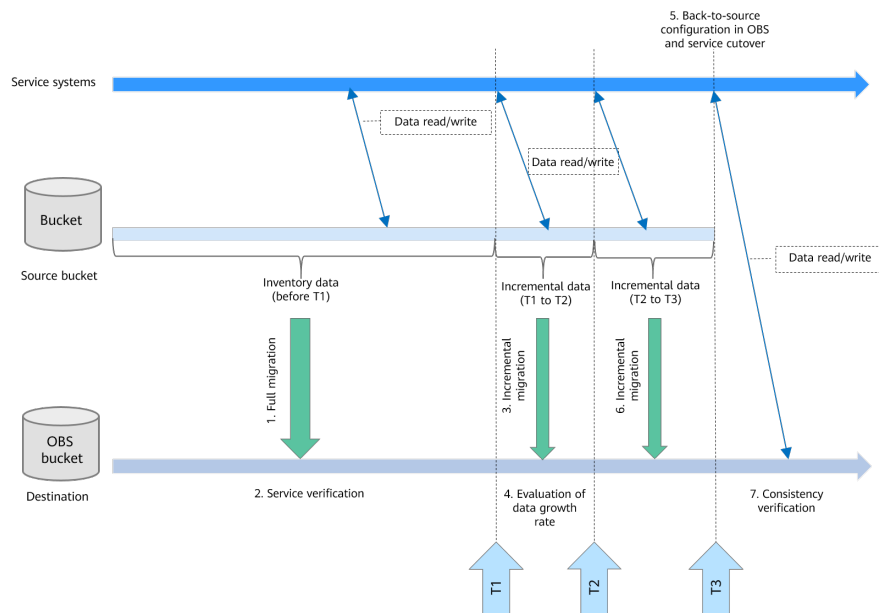 5. Back-to-source
configuration in OBS
and service cutover
Service systems
Data read/write
Data read/write
Bucket
Source bucket
Data read/write
Inventory data
(before T1)
Incremental data
(T1 to T2)
Incremental data
(T2 to T3)
1. Full migration
3. Incremental
migration
6. Incremental
migration
OBS
bucket
Destination
2. Service verification
4. Evaluation of
data growth
rate
7. Consistency
verification
T1
T2
T3